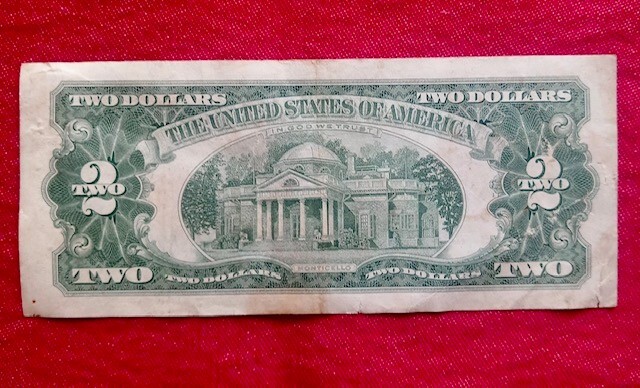 TWO DOLLARS TWO DOLLARS
THE UNITED STATES OF AMERICA
IN GOD WE TRUST
2 2
TWO TWO
MONTICELLO
TWO TWO DOLLARS TWO DOLLARS TWO